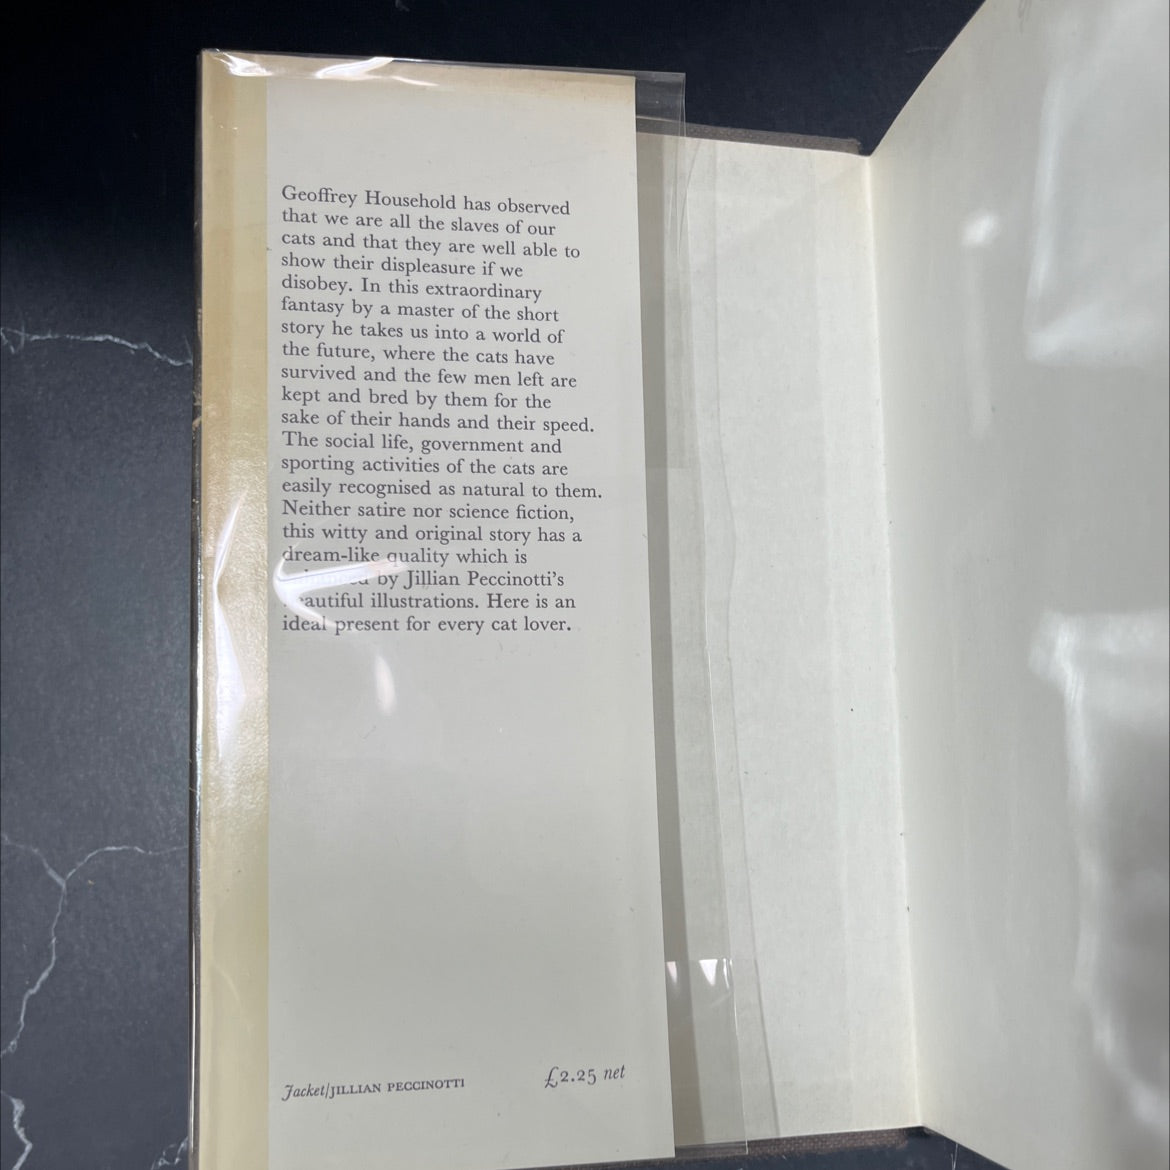 Geoffrey Household has observed
that we are all the slaves of our
cats and that they are well able to
show their displeasure if we
disobey. In this extraordinary
fantasy by a master of the short
story he takes us into a world of
the future, where the cats have
survived and the few men left are
kept and bred by them for the
sake of their hands and their speed.
The social life, government and
sporting activities of the cats are
easily recognised as natural to them.
Neither satire nor science fiction,
this witty and original story has a
dream-like quality which is
by Jillian Peccinotti's
beautiful illustrations. Here is an
ideal present for every cat lover.
Jacket/JILLIAN PECCINOTTI
£2.25 net